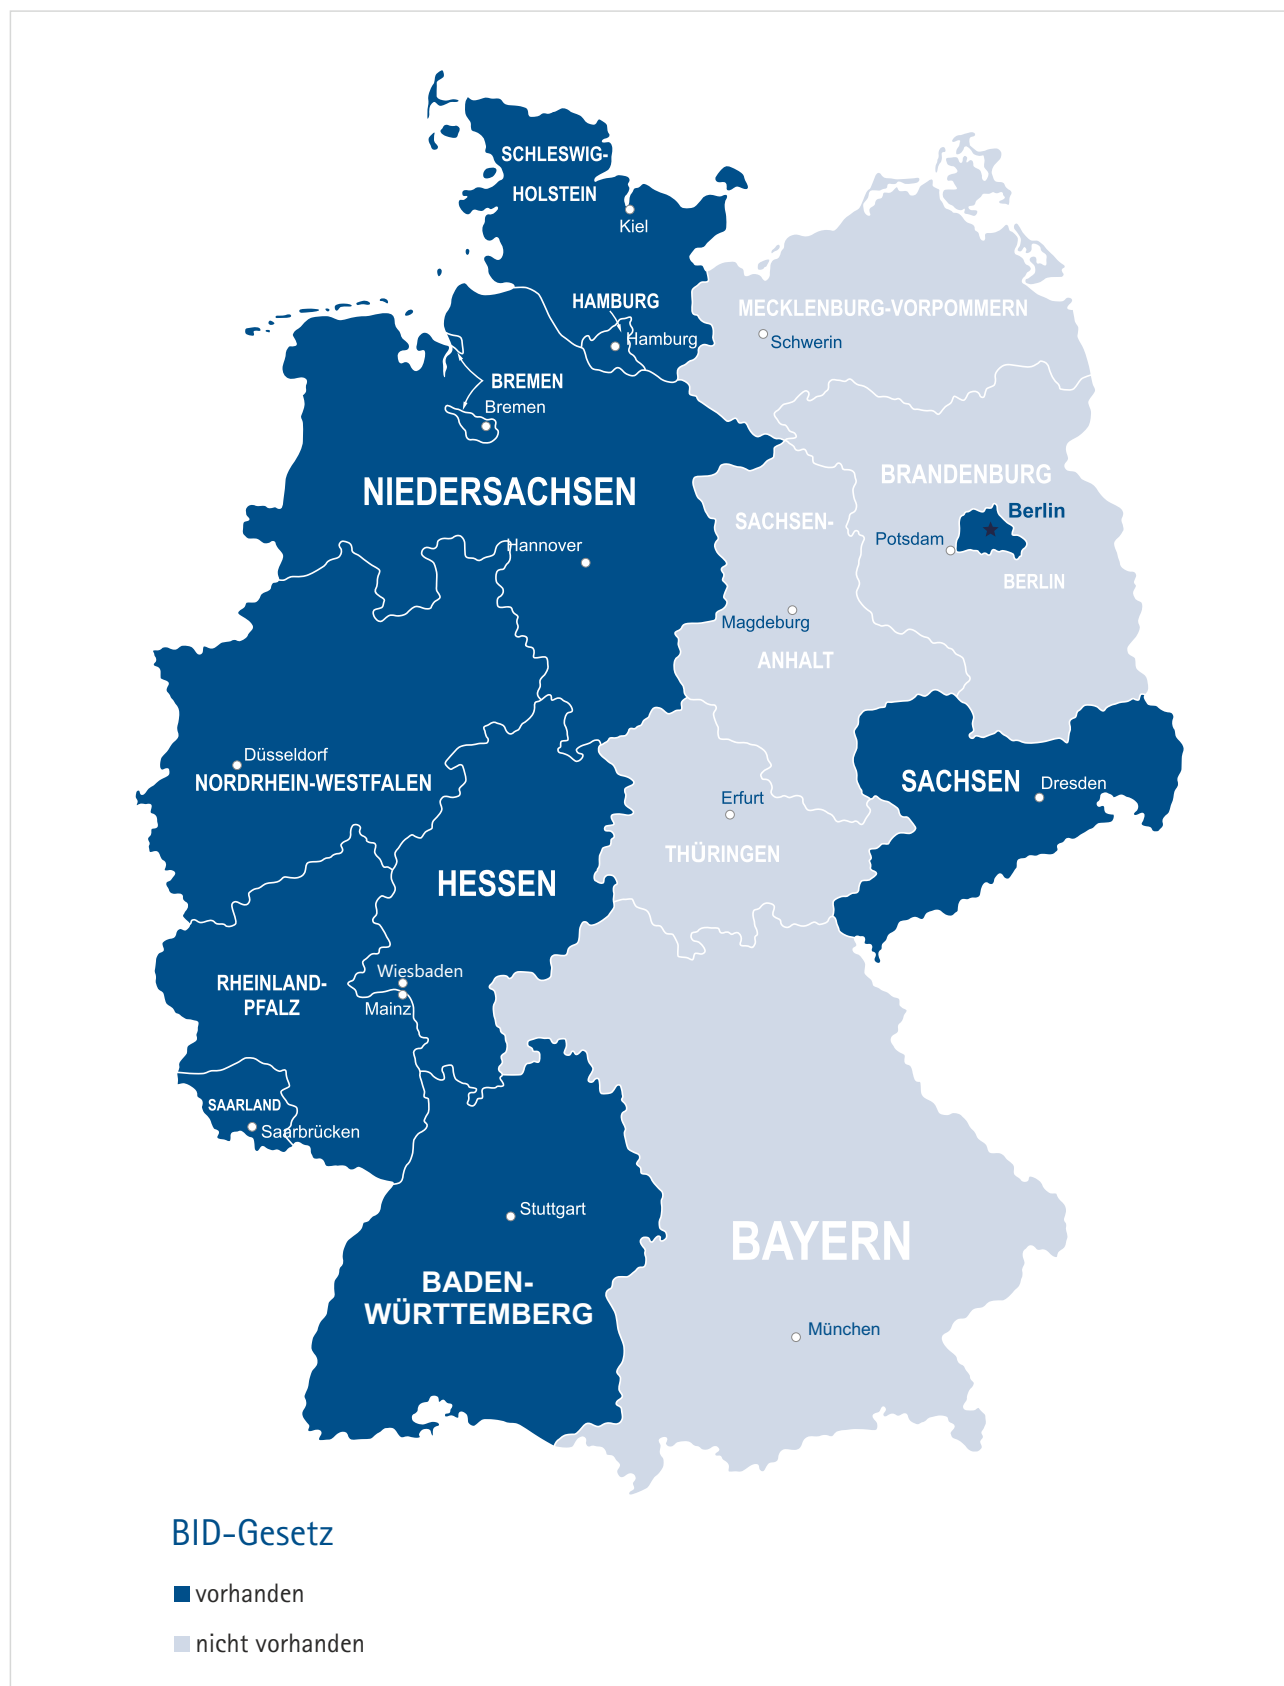 SCHLESWIG-
HOLSTEIN
Kiel
HAMBURG
Hamburg
MECKLENBURG-VORPOMMERN
Schwerin
BREMEN
Bremen
NIEDERSACHSEN
Hannover
BRANDENBURG
Berlin
Potsdam
BERLIN
SACHSEN-
Magdeburg
ANHALT
Düsseldorf
NORDRHEIN-WESTFALEN
SACHSEN
Dresden
Erfurt
THÜRINGEN
HESSEN
Wiesbaden
Mainz
RHEINLAND-
PFALZ
SAARLAND
Saarbrücken
Stuttgart
BADEN-
WÜRTTEMBERG
BAYERN
München
BID-Gesetz
vorhanden
nicht vorhanden